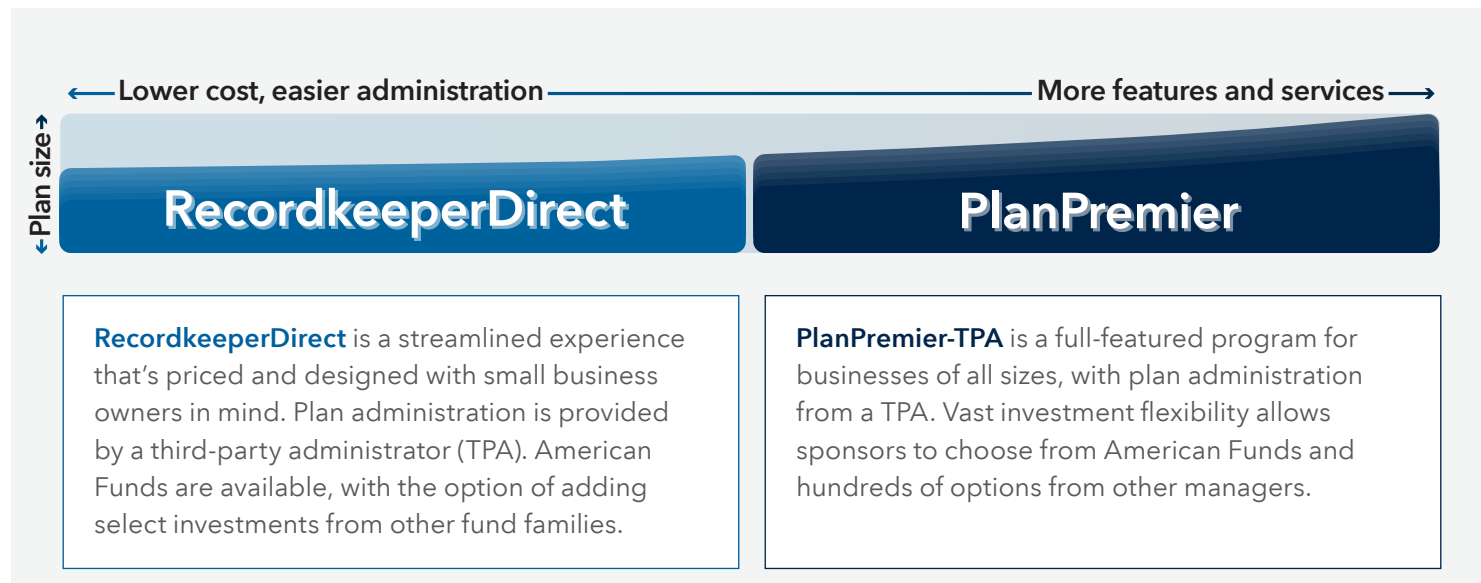 Lower cost, easier administration
More features and services
Plan size
RecordkeeperDirect
PlanPremier
RecordkeeperDirect is a streamlined experience
that’s priced and designed with small business
owners in mind. Plan administration is provided
by a third-party administrator (TPA). American
Funds are available, with the option of adding
select investments from other fund families.
PlanPremier-TPA is a full-featured program for
businesses of all sizes, with plan administration
from a TPA. Vast investment flexibility allows
sponsors to choose from American Funds and
hundreds of options from other managers.